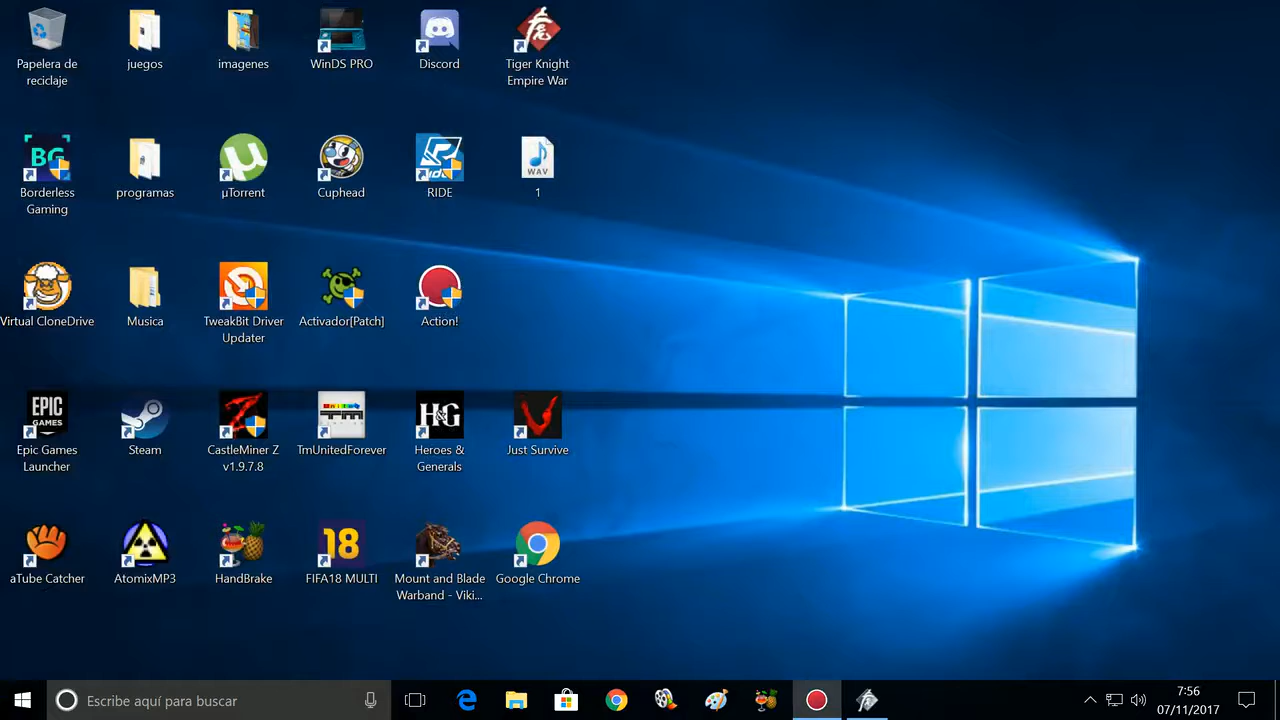 Papelera de
reciclaje
juegos
imagenes
WinDS PRO
Discord
Tiger Knight
Empire War
BG
Borderless
Gaming
programas
µTorrent
Cuphead
RIDE
WAV
1
Virtual CloneDrive
Musica
TweakBit Driver
Updater
Activador[Patch]
Action!
EPIC
GAMES
Epic Games
Launcher
Steam
CastleMiner Z
v1.9.7.8
TmUnitedForever
H&G
Heroes &
Generals
Just Survive
aTube Catcher
AtomixMP3
HandBrake
18
FIFA18 MULTI
Mount and Blade
Warband - Viki...
Google Chrome
Escribe aquí para buscar
7:56
07/11/2017